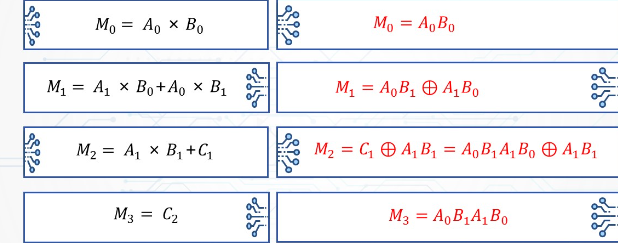 M₀ = A₀ × B₀
M₀ = A₀B₀
M₁ = A₁ × B₀+A₀ × B₁
M₁ = A₀B₁ ⊕ A₁B₀
M₂ = A₁ × B₁+C₁
M₂ = C₁ ⊕ A₁B₁ = A₀B₁A₁B₀ ⊕ A₁B₁
M₃ = C₂
M₃ = A₀B₁A₁B₀